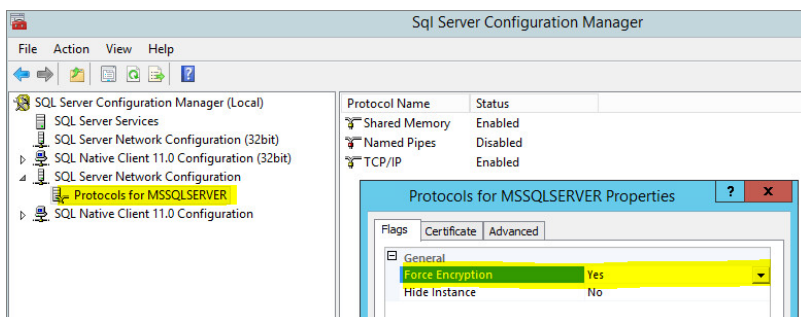 Sql Server Configuration Manager
File Action View Help
SQL Server Configuration Manager (Local)
SQL Server Services
SQL Server Network Configuration (32bit)
SQL Native Client 11.0 Configuration (32bit)
SQL Server Network Configuration
Protocols for MSSQLSERVER
SQL Native Client 11.0 Configuration
Protocol Name Status
Shared Memory Enabled
Named Pipes Disabled
TCP/IP Enabled
Protocols for MSSQLSERVER Properties ? x
Flags Certificate Advanced
General
Force Encryption Yes
Hide Instance No